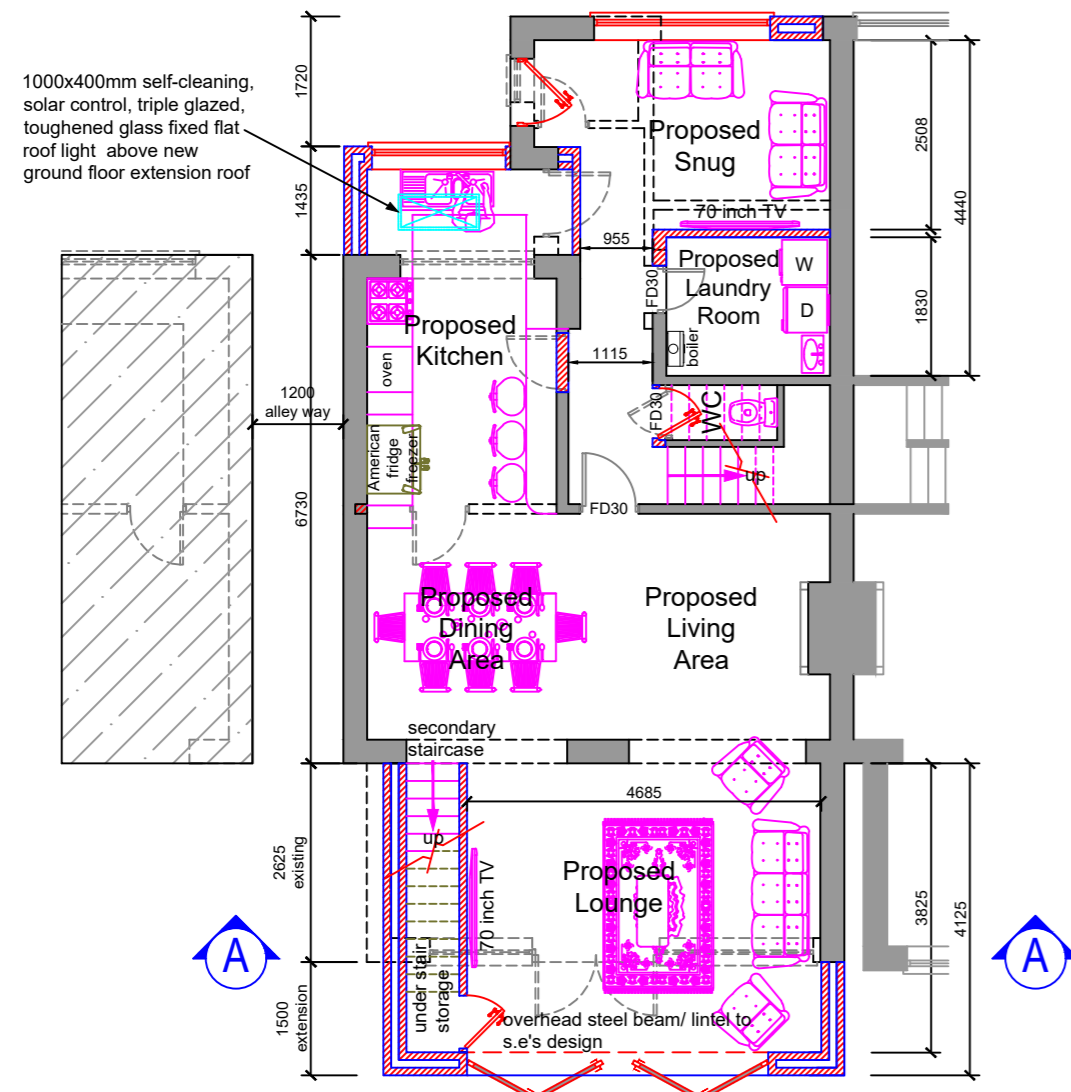 1000x400mm self-cleaning,
solar control, triple glazed,
toughened glass fixed flat
roof light  above new
ground floor extension roof
1720
1435
Proposed
Snug
70 inch TV
2508
4440
955
Proposed
Laundry
Room
W
D
FD30
boiler
1830
Proposed
Kitchen
oven
1115
1200
alley way
American
fridge
freezer
FD30
WC
up
6730
FD30
Proposed
Dining
Area
Proposed
Living
Area
secondary
staircase
4685
up
2625
existing
70 inch TV
Proposed
Lounge
3825
4125
A
A
1500
extension
under stair
storage
overhead steel beam/ lintel to
s.e's design